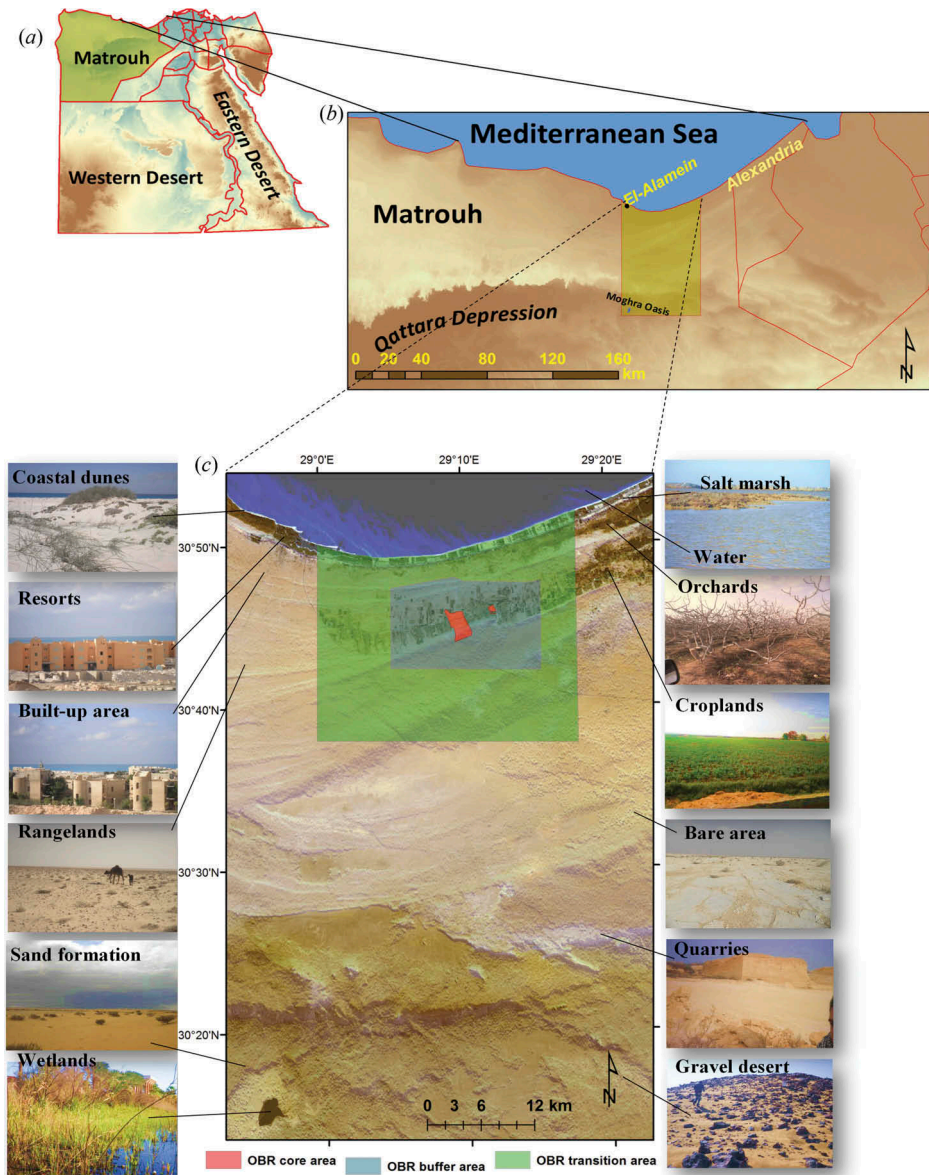 (a)
Matrouh
Eastern Desert
Western Desert
(b)
Mediterranean Sea
El-Alamein
Alexandria
Matrouh
Moghra Oasis
Qattara Depression
0 20 40 80 120 160
km
N
(c)
29°0'E 29°10'E 29°20'E
30°50'N
30°40'N
30°30'N
30°20'N
Coastal dunes
Resorts
Built-up area
Rangelands
Sand formation
Wetlands
Salt marsh
Water
Orchards
Croplands
Bare area
Quarries
Gravel desert
N
0 3 6 12 km
OBR core area OBR buffer area OBR transition area